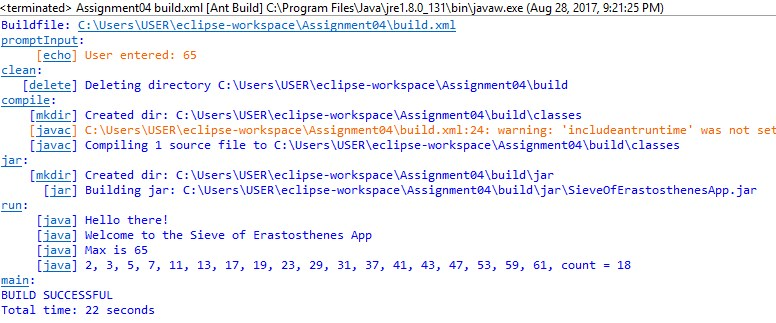 <terminated> Assignment04 build.xml [Ant Build] C:\Program Files\Java\jre1.8.0_131\bin\javaw.exe (Aug 28, 2017, 9:21:25 PM)
Buildfile: C:\Users\USER\eclipse-workspace\Assignment04\build.xml
promptInput:
[echo] User entered: 65
clean:
[delete] Deleting directory C:\Users\USER\eclipse-workspace\Assignment04\build
compile:
[mkdir] Created dir: C:\Users\USER\eclipse-workspace\Assignment04\build\classes
[javac] C:\Users\USER\eclipse-workspace\Assignment04\build.xml:24: warning: 'includeantruntime' was not set
[javac] Compiling 1 source file to C:\Users\USER\eclipse-workspace\Assignment04\build\classes
jar:
[mkdir] Created dir: C:\Users\USER\eclipse-workspace\Assignment04\build\jar
[jar] Building jar: C:\Users\USER\eclipse-workspace\Assignment04\build\jar\SieveOfErastosthenesApp.jar
run:
[java] Hello there!
[java] Welcome to the Sieve of Erastosthenes App
[java] Max is 65
[java] 2, 3, 5, 7, 11, 13, 17, 19, 23, 29, 31, 37, 41, 43, 47, 53, 59, 61, count = 18
main:
BUILD SUCCESSFUL
Total time: 22 seconds